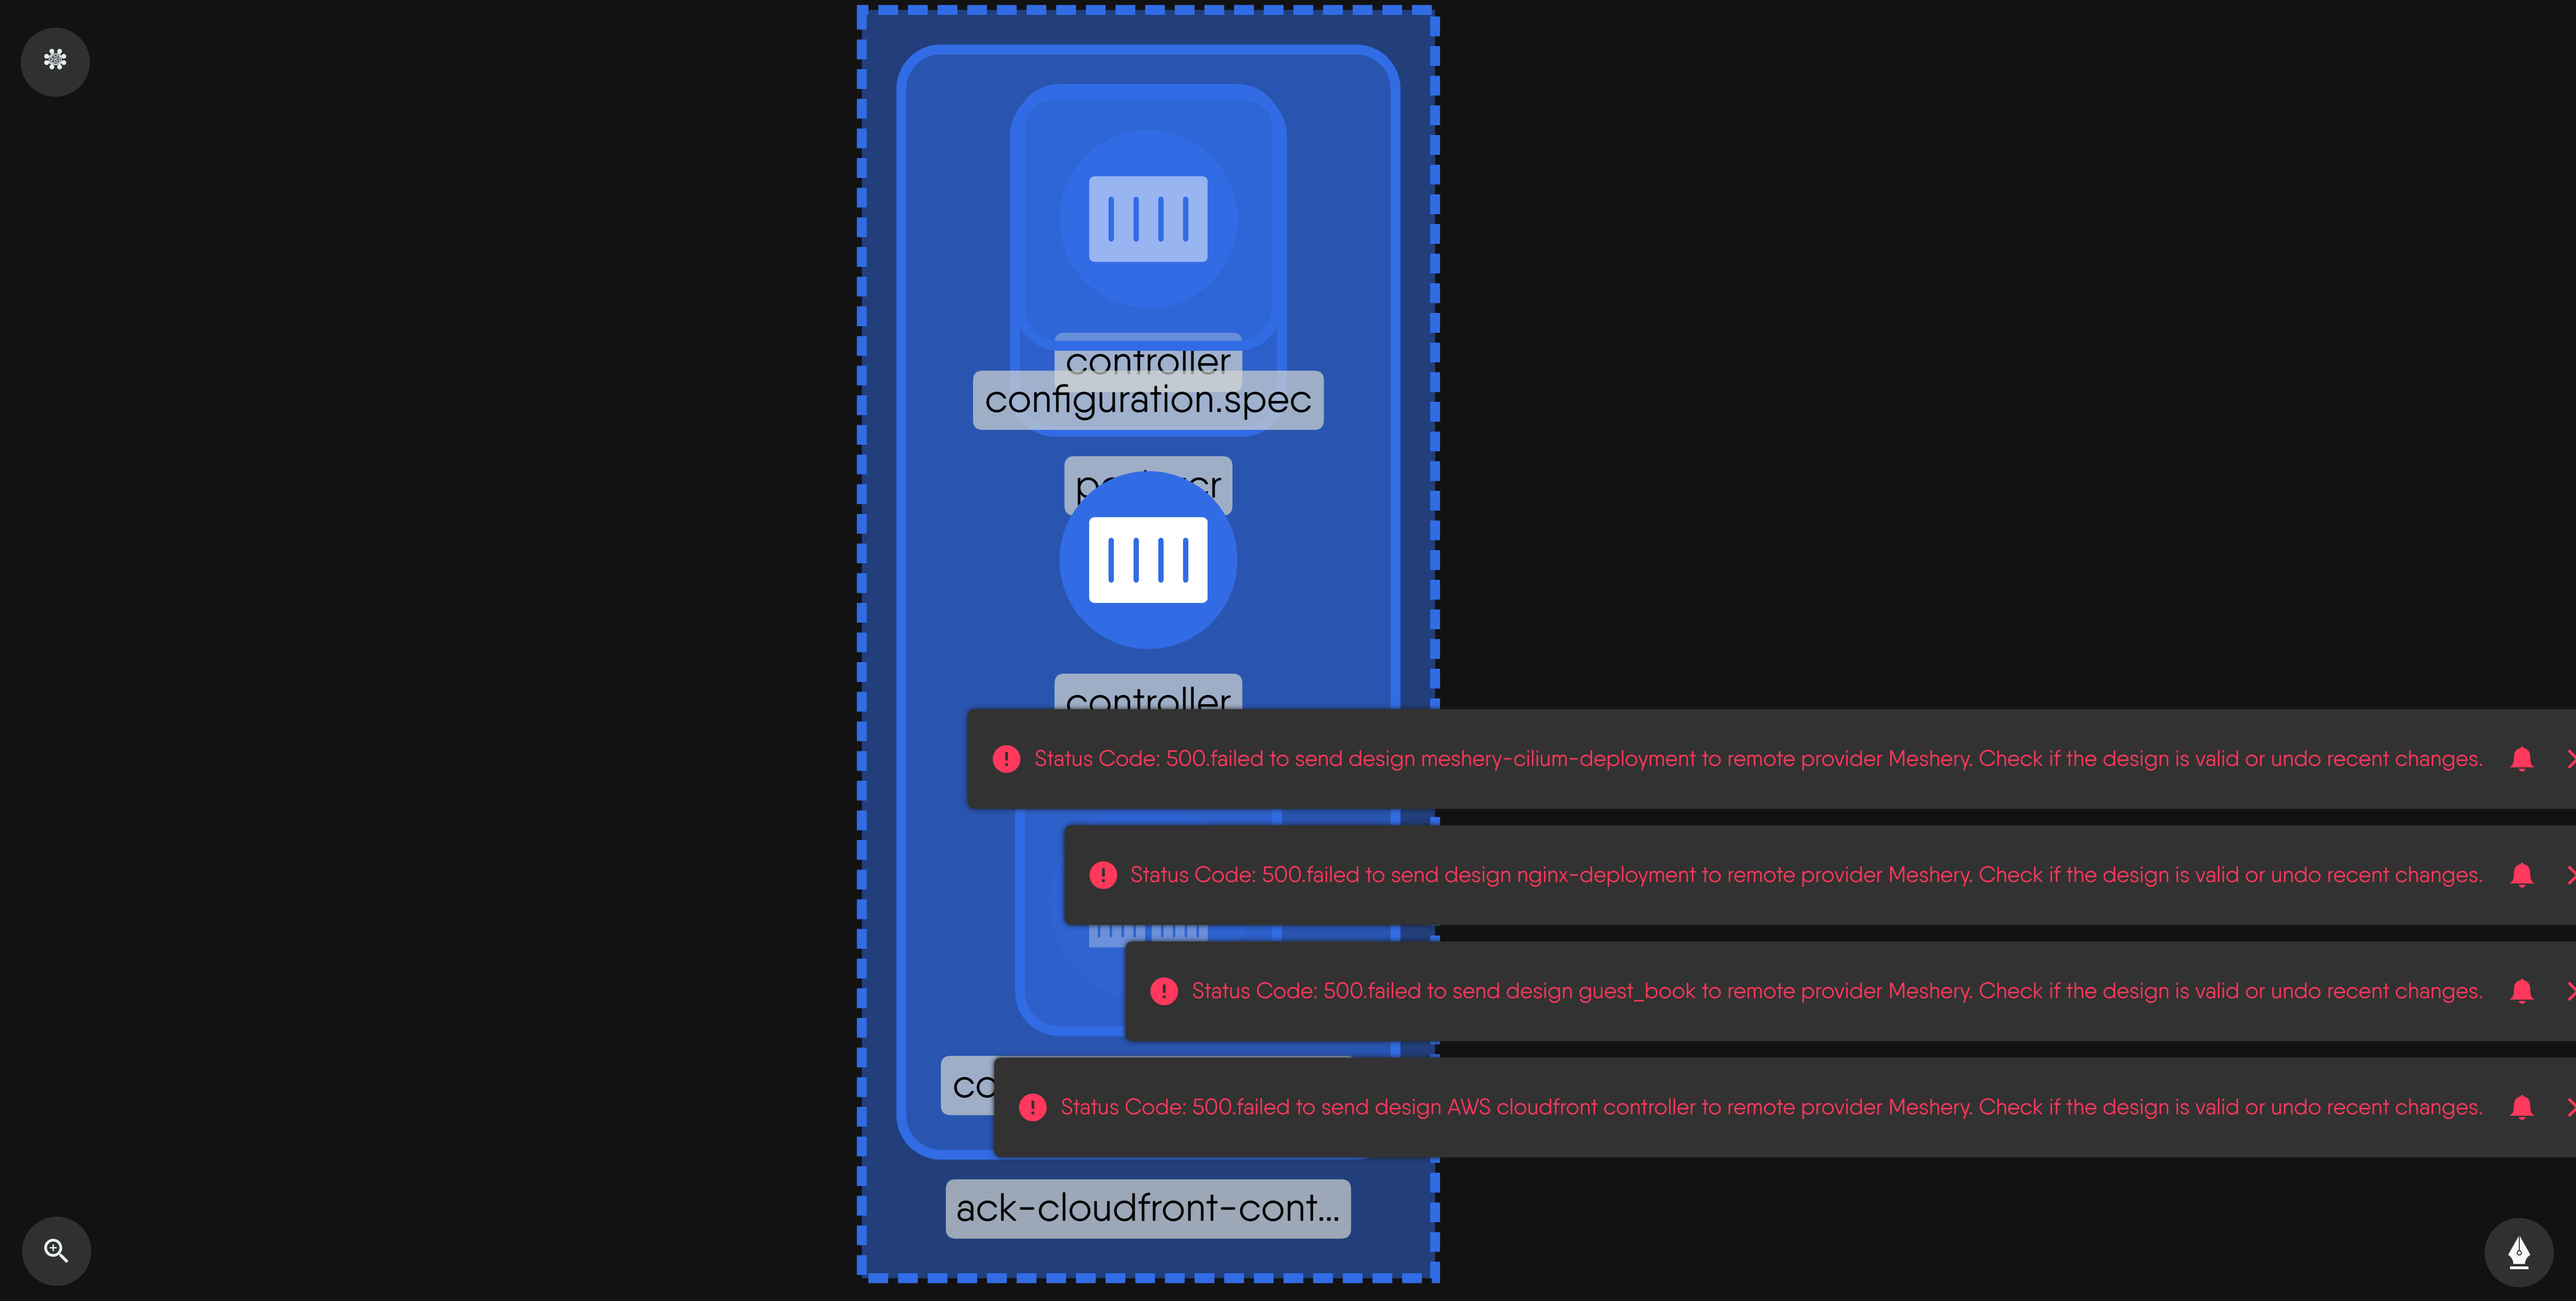 controller
configuration.spec
controller
Status Code: 500.failed to send design meshery-cilium-deployment to remote provider Meshery. Check if the design is valid or undo recent changes.
Status Code: 500.failed to send design nginx-deployment to remote provider Meshery. Check if the design is valid or undo recent changes.
Status Code: 500.failed to send design guest_book to remote provider Meshery. Check if the design is valid or undo recent changes.
Status Code: 500.failed to send design AWS cloudfront controller to remote provider Meshery. Check if the design is valid or undo recent changes.
ack-cloudfront-cont...